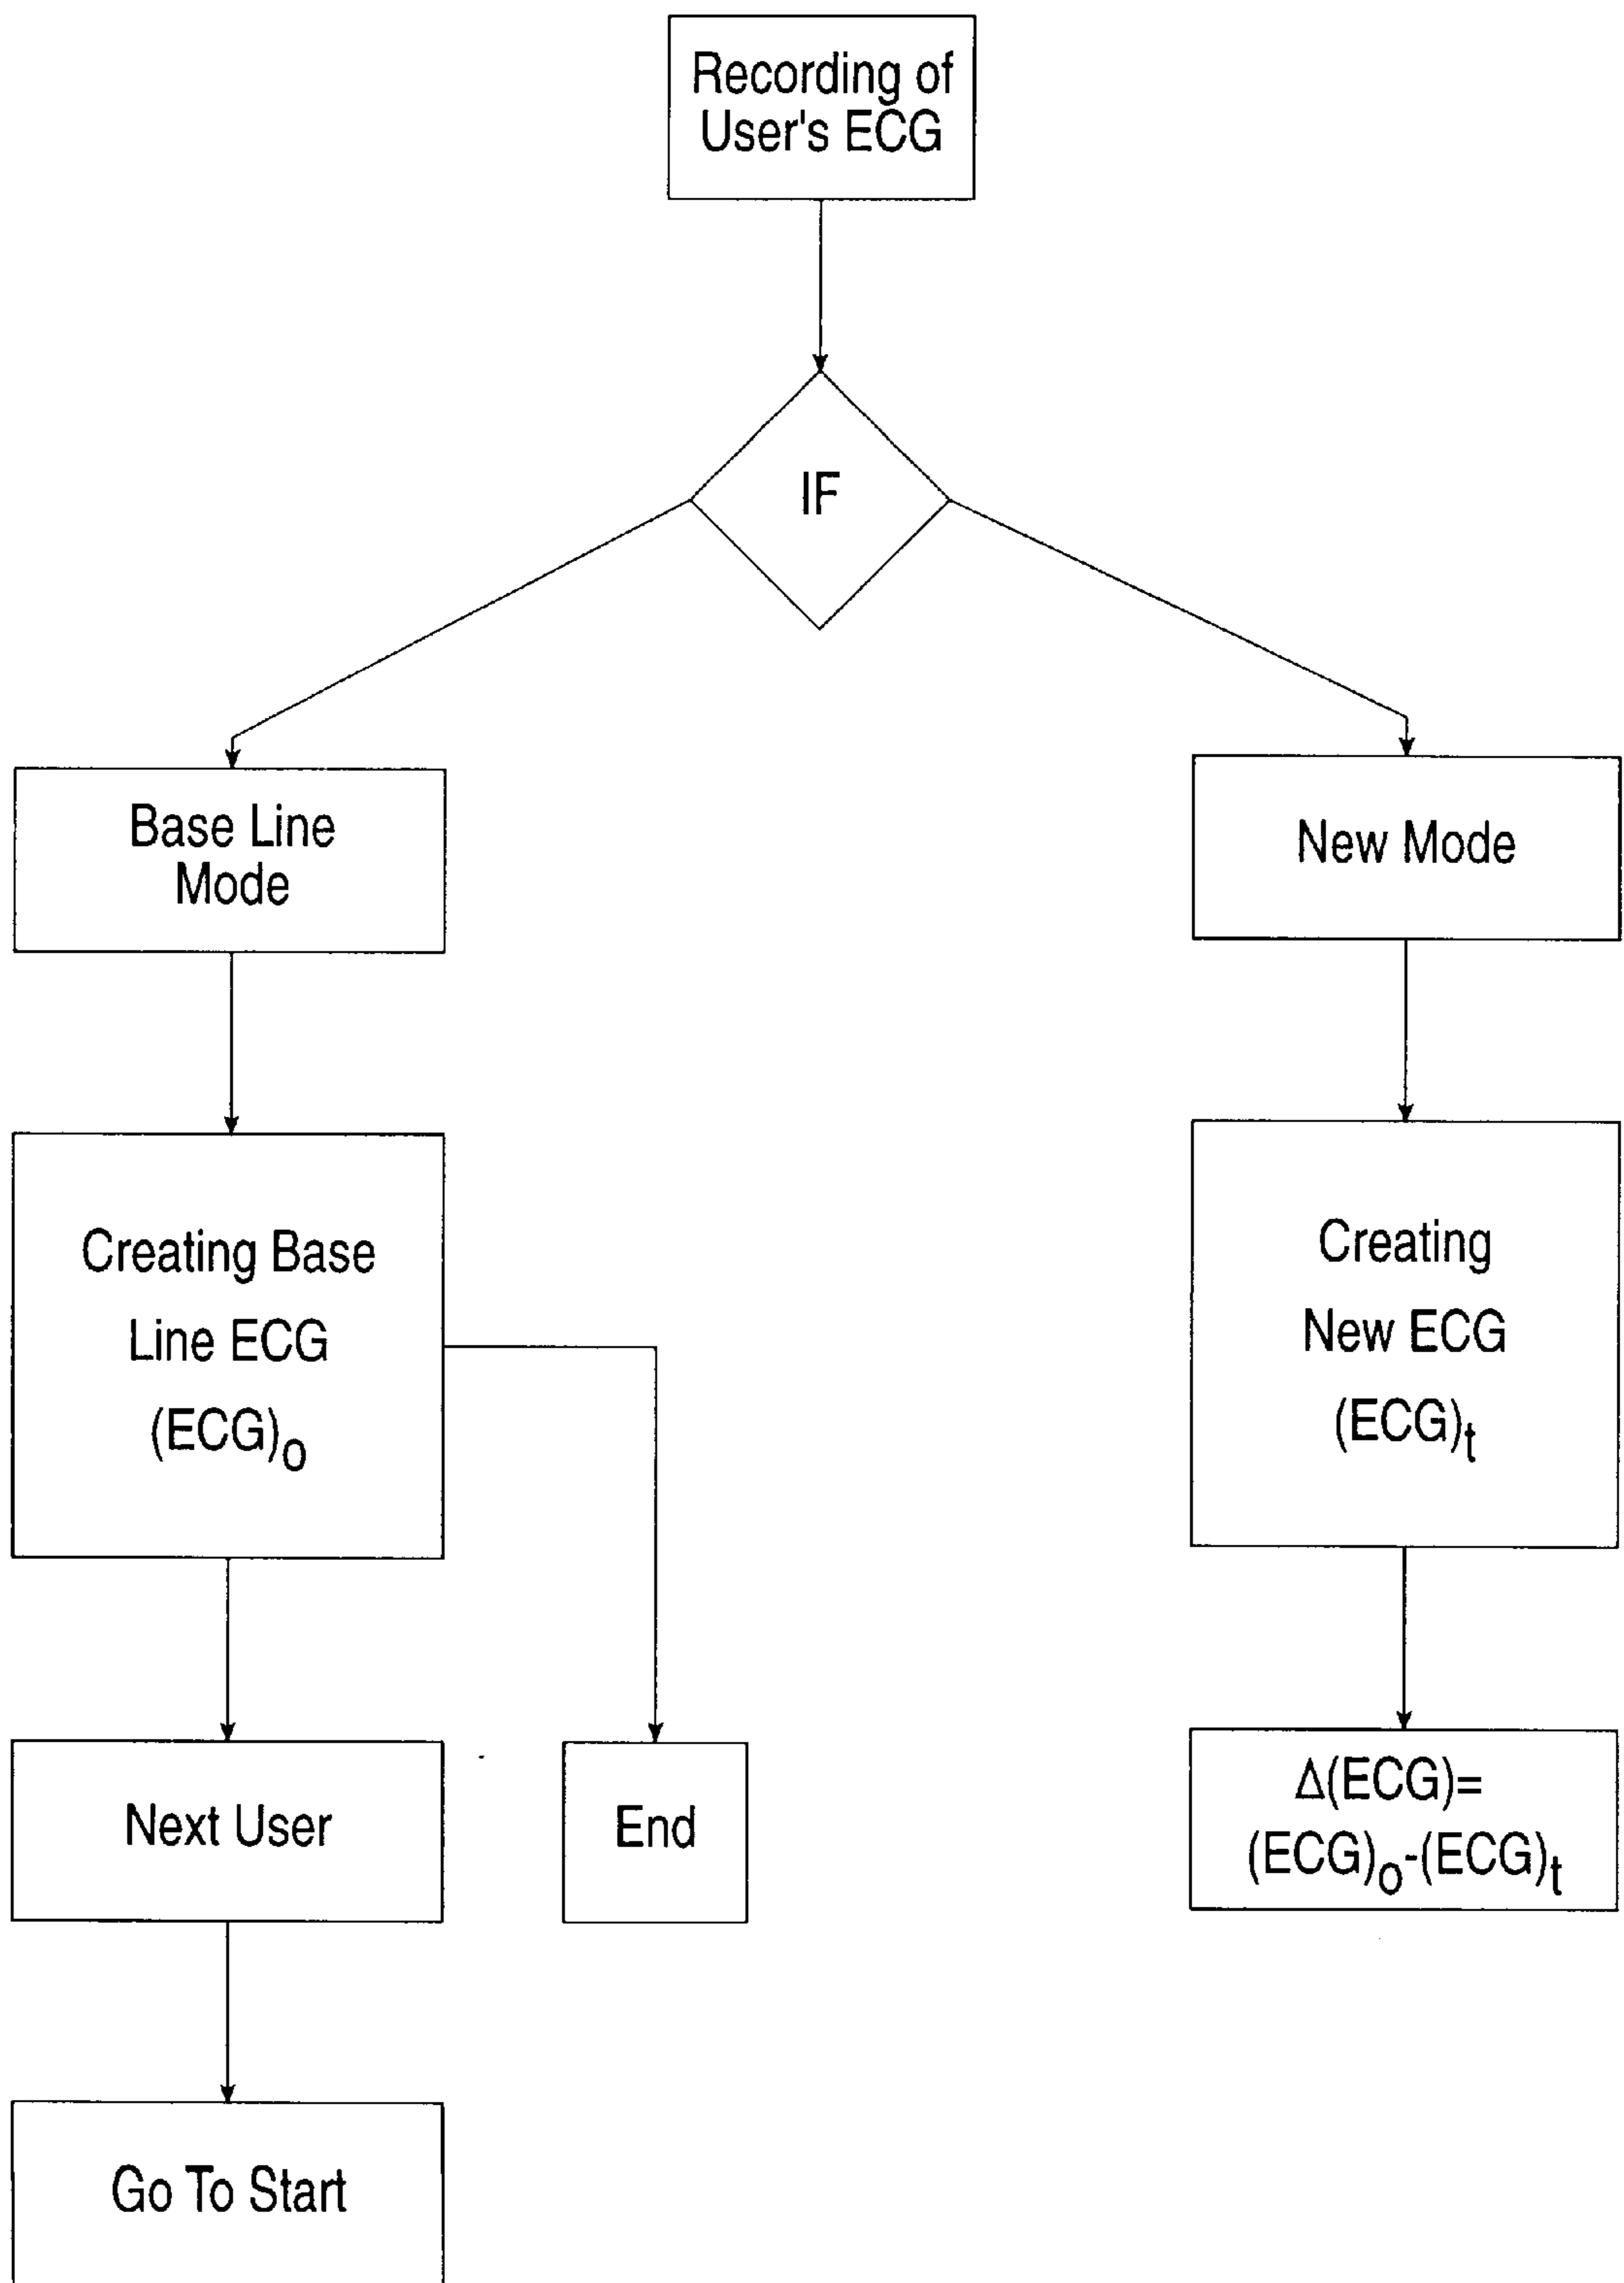 Recording of
User's ECG
IF
Base Line
Mode
New Mode
Creating Base
Line ECG
(ECG)o
Creating
New ECG
(ECG)t
Next User
End
Δ(ECG)=
(ECG)o-(ECG)t
Go To Start